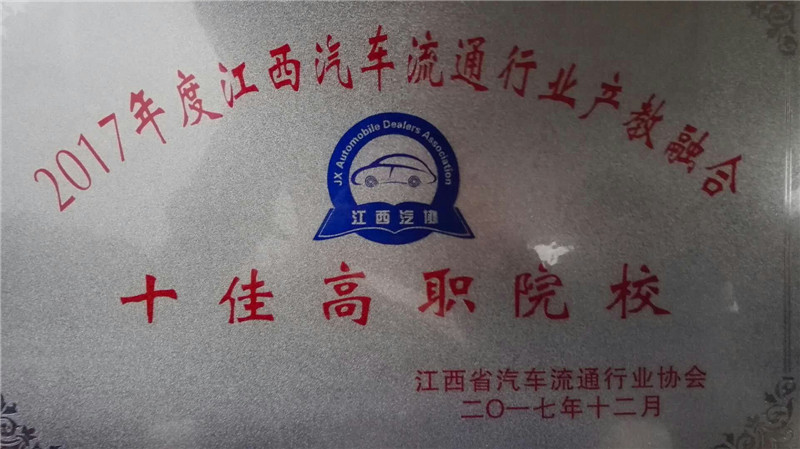 2017年度江西汽车流通行业产教融合
JX Automobile Dealers Association
江西汽协
十佳高职院校
江西省汽车流通行业协会
二〇一七年十二月